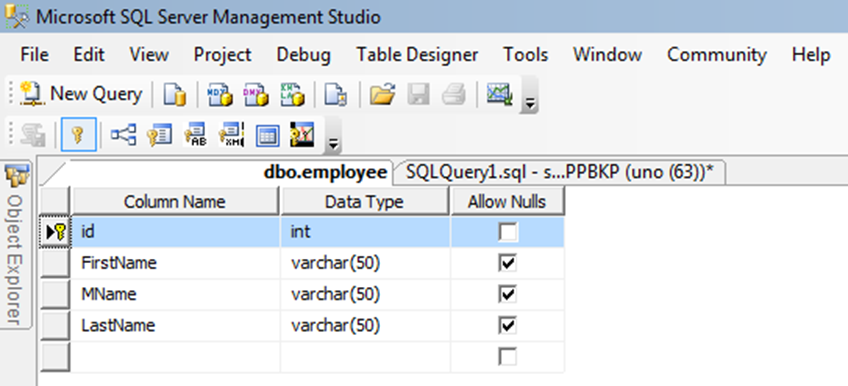 Microsoft SQL Server Management Studio
File Edit View Project Debug Table Designer Tools Window Community Help
New Query
dbo.employee SQLQuery1.sql - s...PPBKP (uno (63))*
Object Explorer
Column Name Data Type Allow Nulls
id int
FirstName varchar(50)
MName varchar(50)
LastName varchar(50)